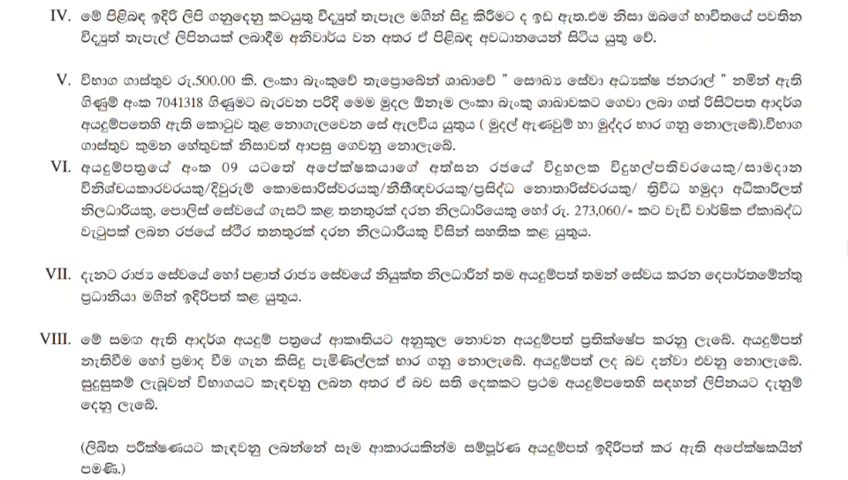 IV. මේ පිළිබඳ ඉදිරි ලිපි ගනුදෙනු කටයුතු විද්‍යුත් තැපෑල මගින් සිදු කිරීමට ද ඉඩ ඇත.එම නිසා ඔබගේ භාවිතයේ පවතින
විද්‍යුත් තැපැල් ලිපිනයක් ලබාදීම අනිවාර්ය වන අතර ඒ පිළිබඳ අවධානයෙන් සිටිය යුතු වේ.
V. විභාග ගාස්තුව රු.500.00 කි. ලංකා බැංකුවේ තැප්‍රොබේන් ශාඛාවේ " සෞඛ්‍ය සේවා අධ්‍යක්ෂ ජනරාල් " නමින් ඇති
ගිණුම් අංක 7041318 ගිණුමට බැරවන පරිදි මෙම මුදල ඕනෑම ලංකා බැංකු ශාඛාවකට ගෙවා ලබා ගත් රිසිට්පත ආදර්ශ
අයදුම්පතෙහි ඇති කොටුව තුළ නොගැලවෙන සේ ඇලවිය යුතුය ( මුදල් ඇණවුම් හා මුද්දර භාර ගනු නොලැබේ).විභාග
ගාස්තුව කුමන හේතුවක් නිසාවත් ආපසු ගෙවනු නොලැබේ.
VI. අයදුම්පත්‍රයේ අංක 09 යටතේ අපේක්ෂකයාගේ අත්සන රජයේ විදුහලක විදුහල්පතිවරයෙකු/සාමදාන
විනිශ්චයකාරවරයකු/දිවුරුම් කොමසාරිස්වරයකු/නීතීඥවරයකු/ප්‍රසිද්ධ නොතාරිස්වරයකු/ ත්‍රිවිධ හමුදා අධිකාරීලත්
නිලධාරියකු, පොලිස් සේවයේ ගැසට් කළ තනතුරක් දරන නිලධාරියෙකු හෝ රු. 273,060/= කට වැඩි වාර්ෂික ඒකාබද්ධ
වැටුපක් ලබන රජයේ ස්ථිර තනතුරක් දරන නිලධාරියකු විසින් සහතික කළ යුතුය.
VII. දැනට රාජ්‍ය සේවයේ හෝ පළාත් රාජ්‍ය සේවයේ නියුක්ත නිලධාරීන් තම අයදුම්පත් තමන් සේවය කරන දෙපාර්තමේන්තු
ප්‍රධානියා මගින් ඉදිරිපත් කළ යුතුය.
VIII. මේ සමඟ ඇති ආදර්ශ අයදුම් පත්‍රයේ ආකෘතියට අනුකූල නොවන අයදුම්පත් ප්‍රතික්ෂේප කරනු ලැබේ. අයදුම්පත්
නැතිවීම හෝ ප්‍රමාද වීම ගැන කිසිදු පැමිණිල්ලක් භාර ගනු නොලැබේ. අයදුම්පත් ලද බව දන්වා එවනු නොලැබේ.
සුදුසුකම් ලැබූවන් විභාගයට කැඳවනු ලබන අතර ඒ බව සති දෙකකට ප්‍රථම අයදුම්පතෙහි සඳහන් ලිපිනයට දැනුම්
දෙනු ලැබේ.
(ලිඛිත පරීක්ෂණයට කැඳවනු ලබන්නේ සෑම ආකාරයකින්ම සම්පූර්ණ අයදුම්පත් ඉදිරිපත් කර ඇති අපේක්ෂකයින්
පමණි.)